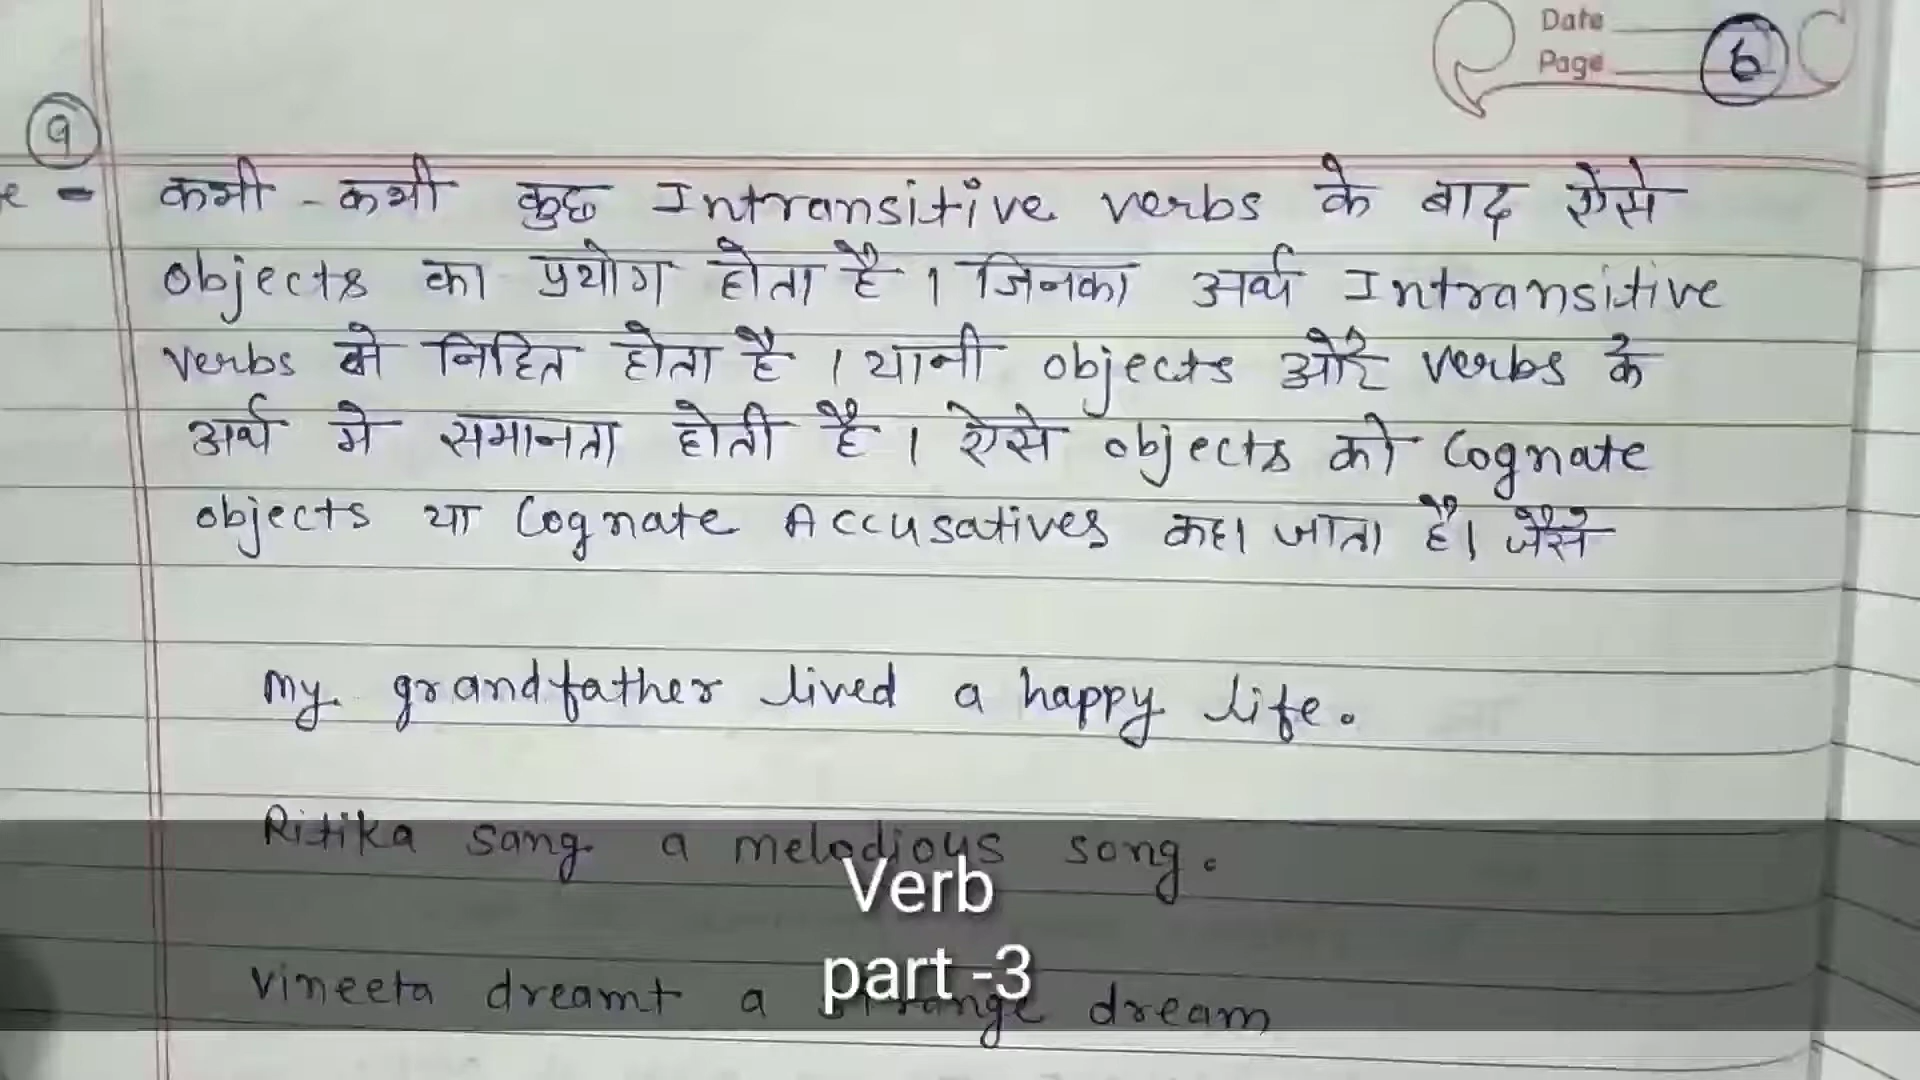 Date
Page 6
9
e - कभी - कभी कुछ Intransitive verbs के बाद ऐसे
objects का प्रयोग होता है । जिनका अर्थ Intransitive
verbs में निहित होता है । यानी objects और verbs के
अर्थ मे समानता होती है । ऐसे objects को Cognate
objects या Cognate Accusatives कहा जाता है। जैसे
My grandfather lived a happy life.
Ritika sang a melodious song.
Verb
part -3
Vineeta dreamt a strange dream